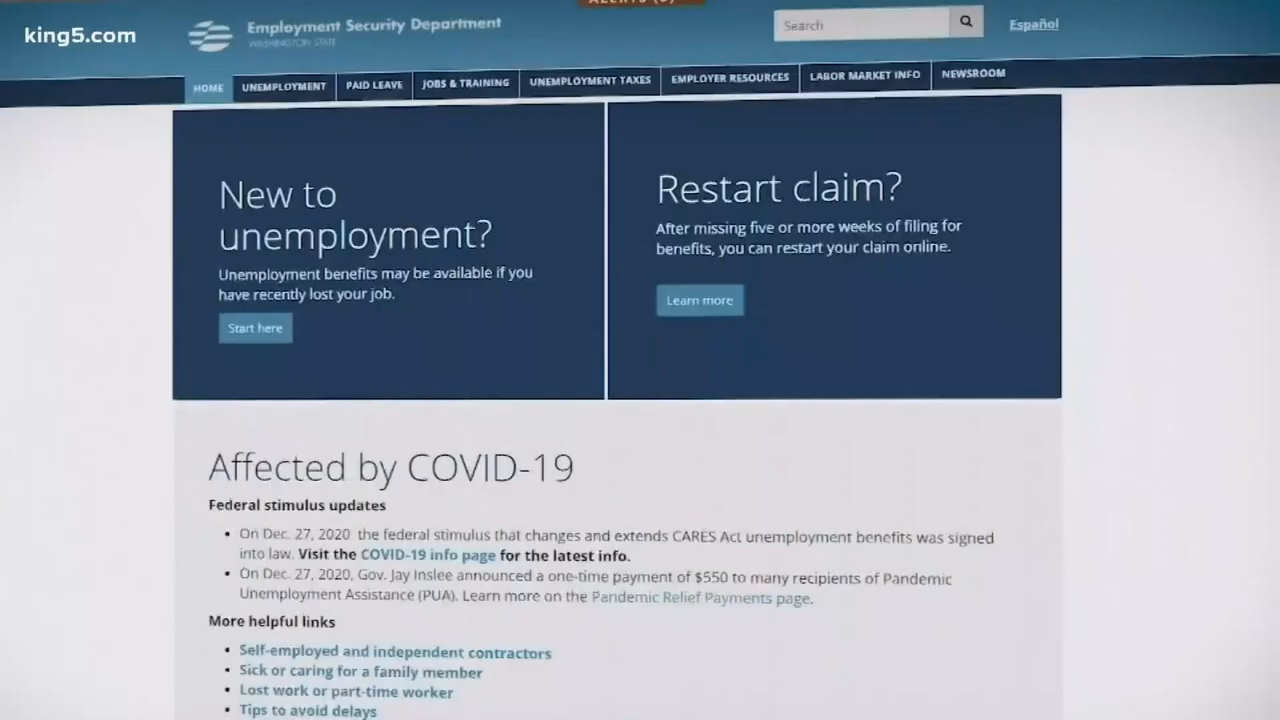 ALERTS (3)
king5.com
Employment Security Department
WASHINGTON STATE
Search
Español
HOME
UNEMPLOYMENT
PAID LEAVE
JOBS & TRAINING
UNEMPLOYMENT TAXES
EMPLOYER RESOURCES
LABOR MARKET INFO
NEWSROOM
New to
unemployment?
Unemployment benefits may be available if you
have recently lost your job.
Start here
Restart claim?
After missing five or more weeks of filing for
benefits, you can restart your claim online.
Learn more
Affected by COVID-19
Federal stimulus updates
• On Dec. 27, 2020 the federal stimulus that changes and extends CARES Act unemployment benefits was signed
into law. Visit the COVID-19 info page for the latest info.
• On Dec. 27, 2020, Gov. Jay Inslee announced a one-time payment of $550 to many recipients of Pandemic
Unemployment Assistance (PUA). Learn more on the Pandemic Relief Payments page.
More helpful links
• Self-employed and independent contractors
• Sick or caring for a family member
• Lost work or part-time worker
• Tips to avoid delays